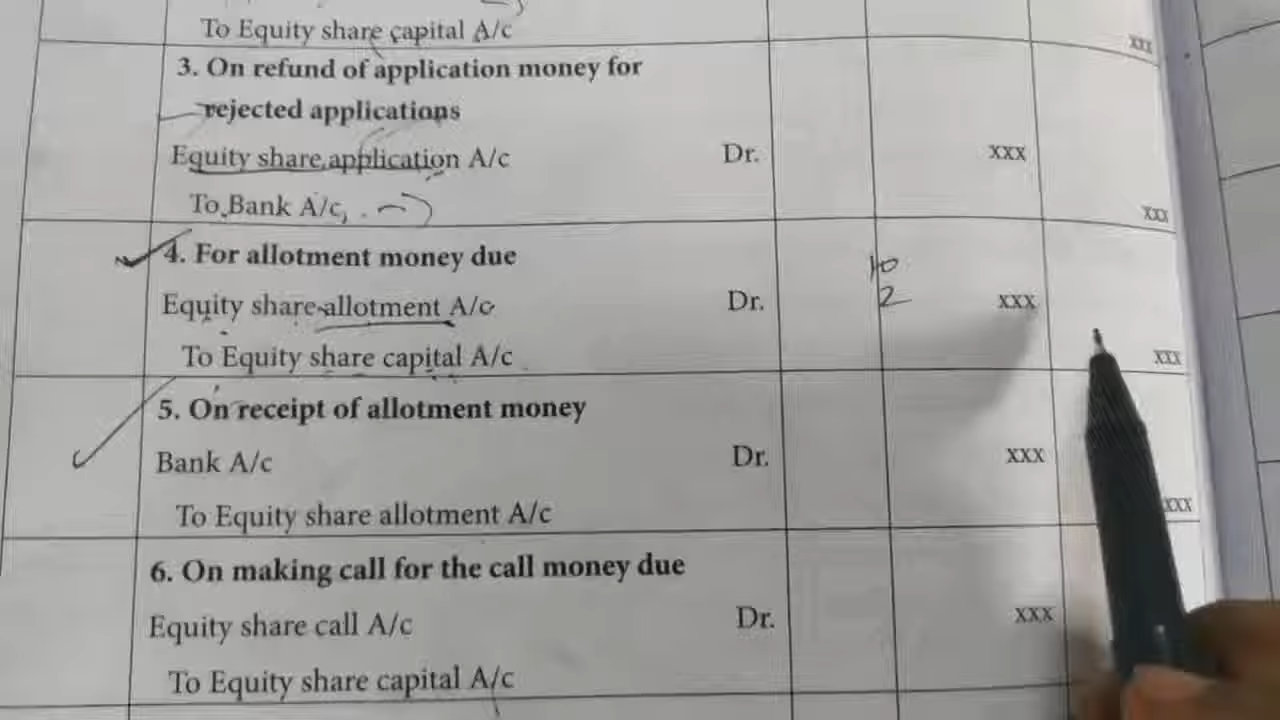 To Equity share capital A/c
xxx
3. On refund of application money for
rejected applications
Equity share application A/c Dr. xxx
To Bank A/c,
xxx
4. For allotment money due
10
2
Equity share allotment A/c Dr. xxx
To Equity share capital A/c
xxx
5. On receipt of allotment money
Bank A/c Dr. xxx
To Equity share allotment A/c
xxx
6. On making call for the call money due
Equity share call A/c Dr. xxx
To Equity share capital A/c